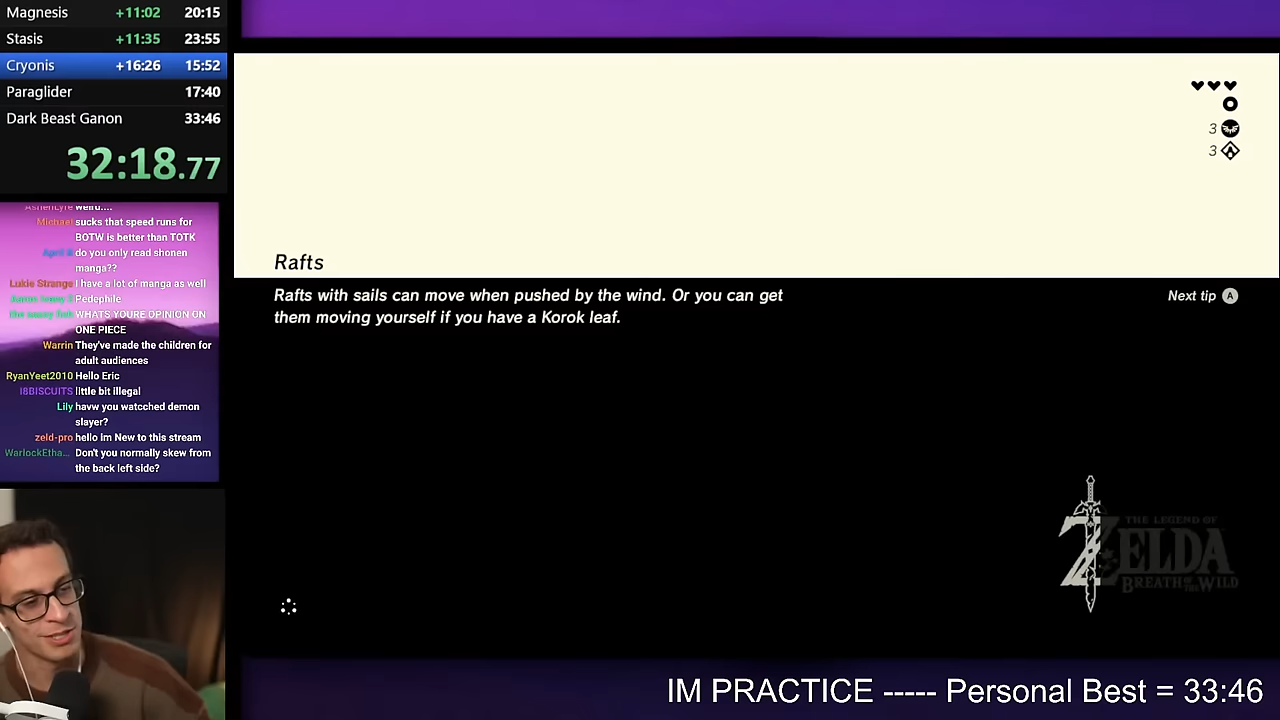 Magnesis +11:02 20:15
Stasis +11:35 23:55
Cryonis +16:26 15:52
Paraglider 17:40
Dark Beast Ganon 33:46
32:18.77
weird....
Michael sucks that speed runs for
BOTW is better than TOTK
do you only read shonen
manga??
Lukie Strange I have a lot of manga as well
Pedephile
WHATS YOURE OPINION ON
ONE PIECE
Warrin They've made the children for
adult audiences
RyanYeet2010 Hello Eric
I8BISCUITS little bit illegal
Lily havw you watcched demon
slayer?
zeld-pro hello im New to this stream
WarlockEtha... Don't you normally skew from
the back left side?
3
3
Rafts
Rafts with sails can move when pushed by the wind. Or you can get
them moving yourself if you have a Korok leaf.
Next tip A
THE LEGEND OF
ZELDA
BREATH OF THE WILD
IM PRACTICE ----- Personal Best = 33:46